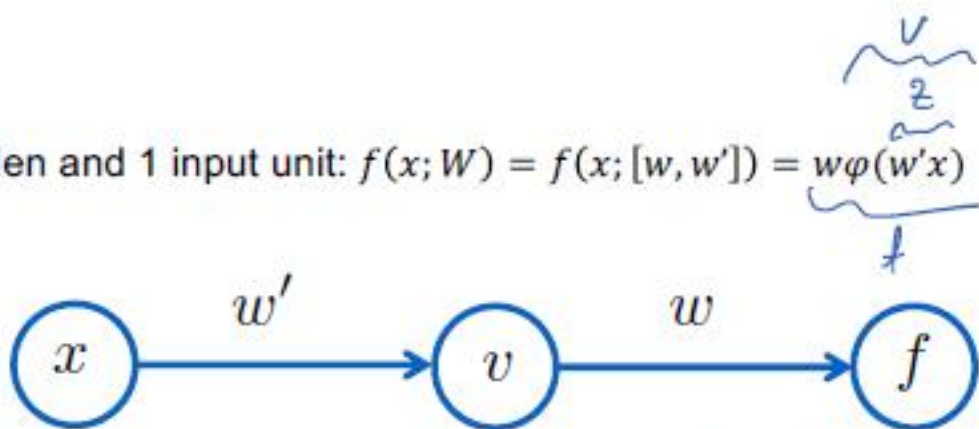 v
z
en and 1 input unit: f(x; W) = f(x; [w, w']) = wφ(w'x)
f
w' w
x v f